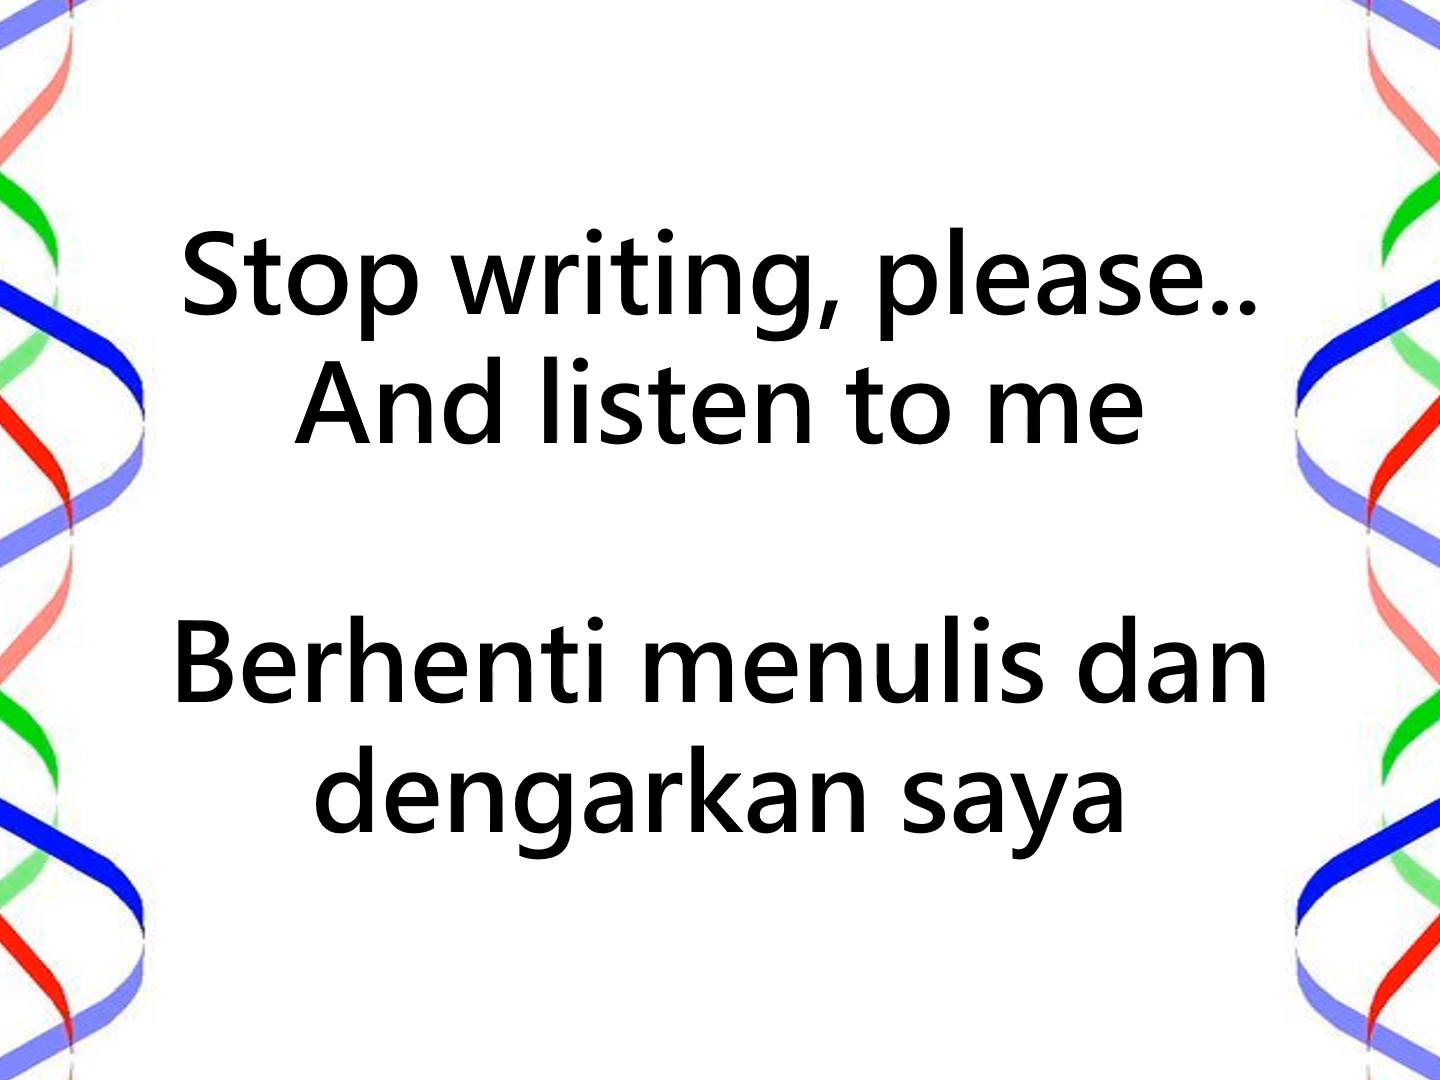 Stop writing, please..
And listen to me
Berhenti menulis dan
dengarkan saya